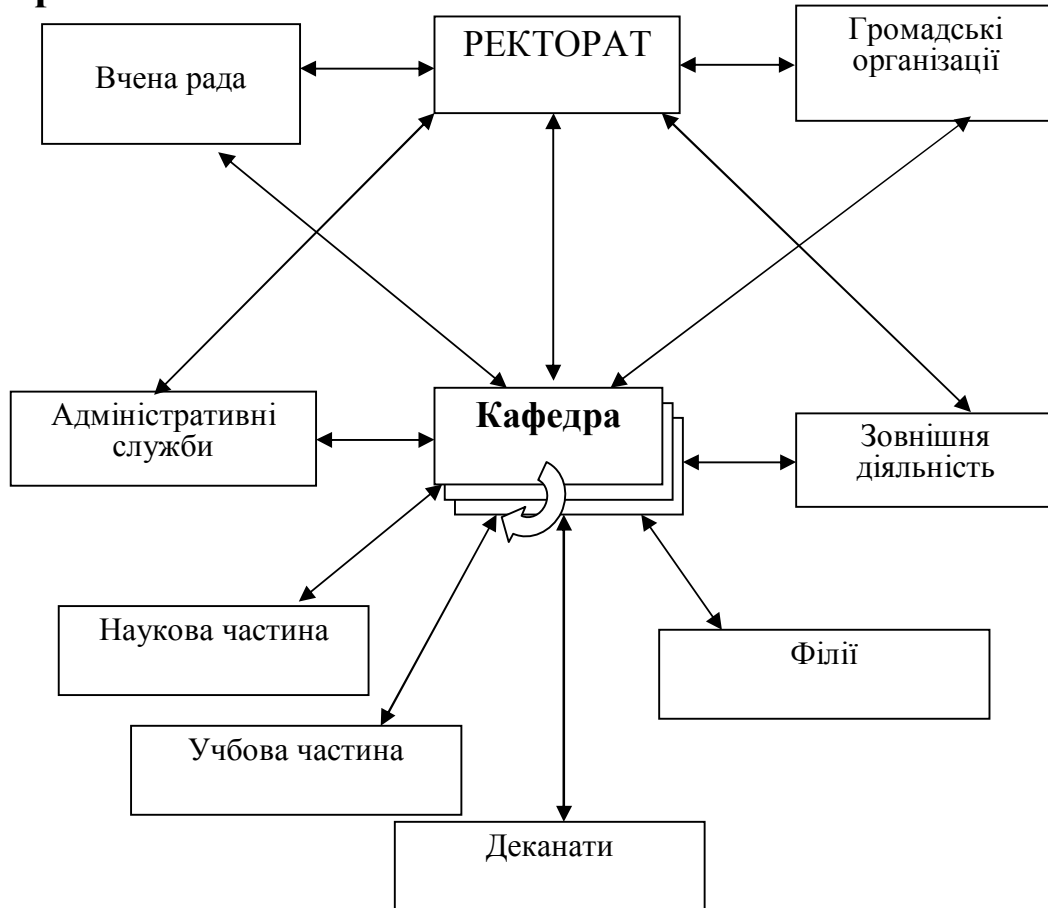 РЕКТОРАТ
Громадські
організації
Вчена рада
Адміністративні
служби
Кафедра
Зовнішня
діяльність
Наукова частина
Філії
Учбова частина
Деканати